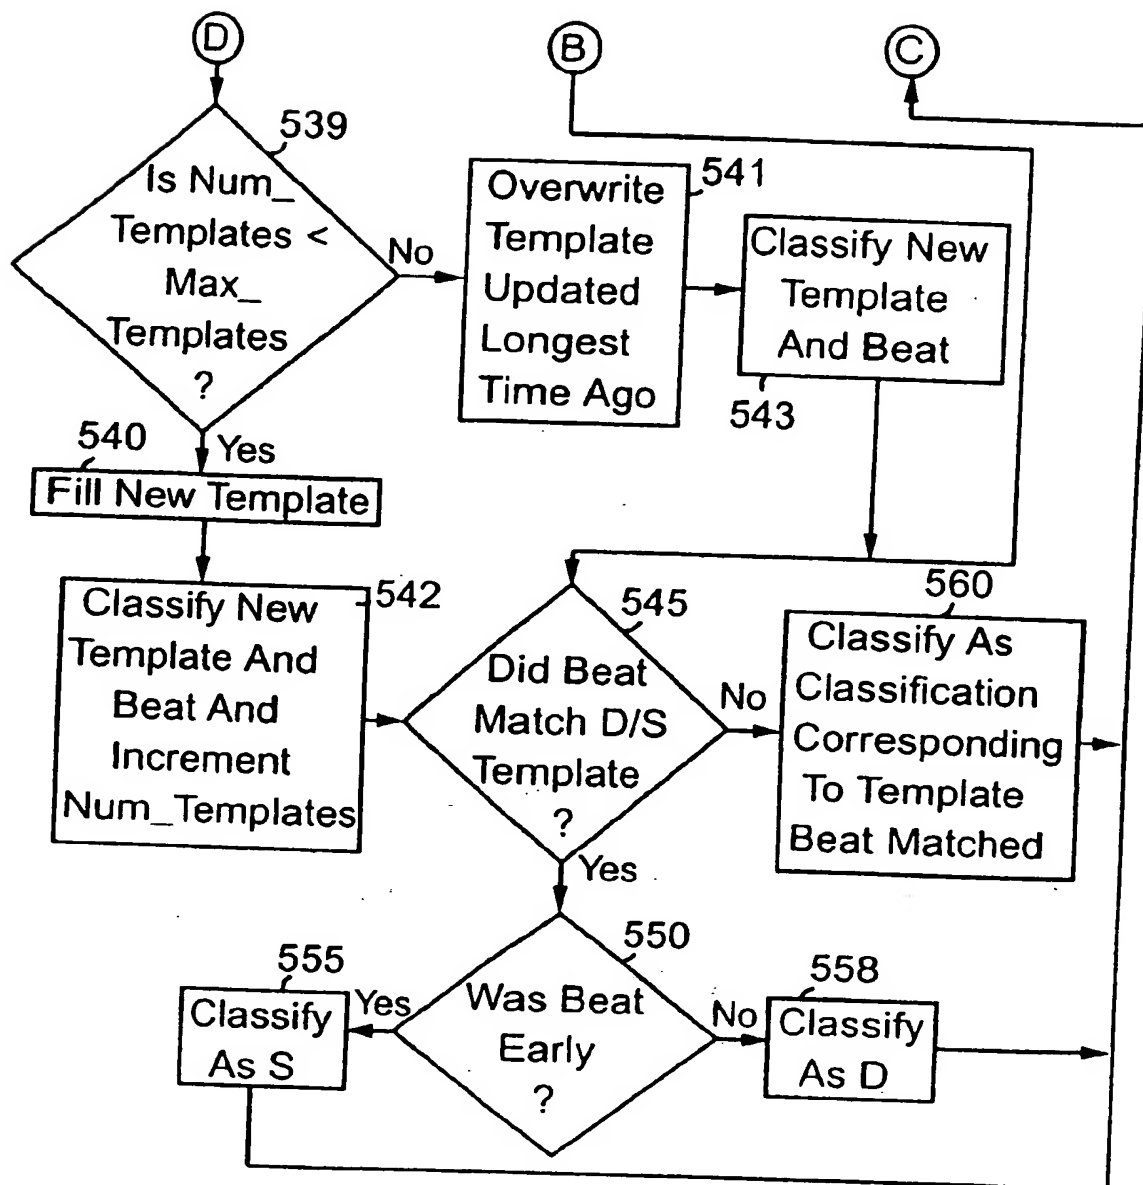 D
B
C
539
Is Num_
Templates <
Max_
Templates
?
No
Yes
541
Overwrite
Template
Updated
Longest
Time Ago
Classify New
Template
And Beat
543
540
Fill New Template
542
Classify New
Template And
Beat And
Increment
Num_Templates
545
Did Beat
Match D/S
Template
?
No
Yes
560
Classify As
Classification
Corresponding
To Template
Beat Matched
550
Was Beat
Early
?
Yes
No
555
Classify
As S
558
Classify
As D